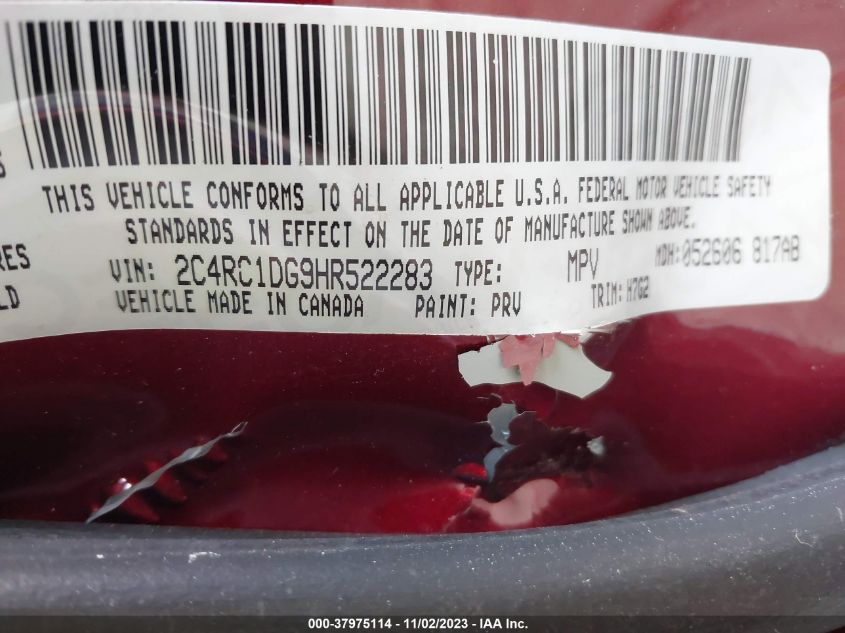 S
THIS VEHICLE CONFORMS TO ALL APPLICABLE U.S.A. FEDERAL MOTOR VEHICLE SAFETY
STANDARDS IN EFFECT ON THE DATE OF MANUFACTURE SHOWN ABOVE.
RES
VIN: 2C4RC1DG9HR522283 TYPE: MPV MDH:052606 817AB
LD
VEHICLE MADE IN CANADA PAINT: PRV TRIM: H7G2
000-37975114 - 11/02/2023 - IAA Inc.